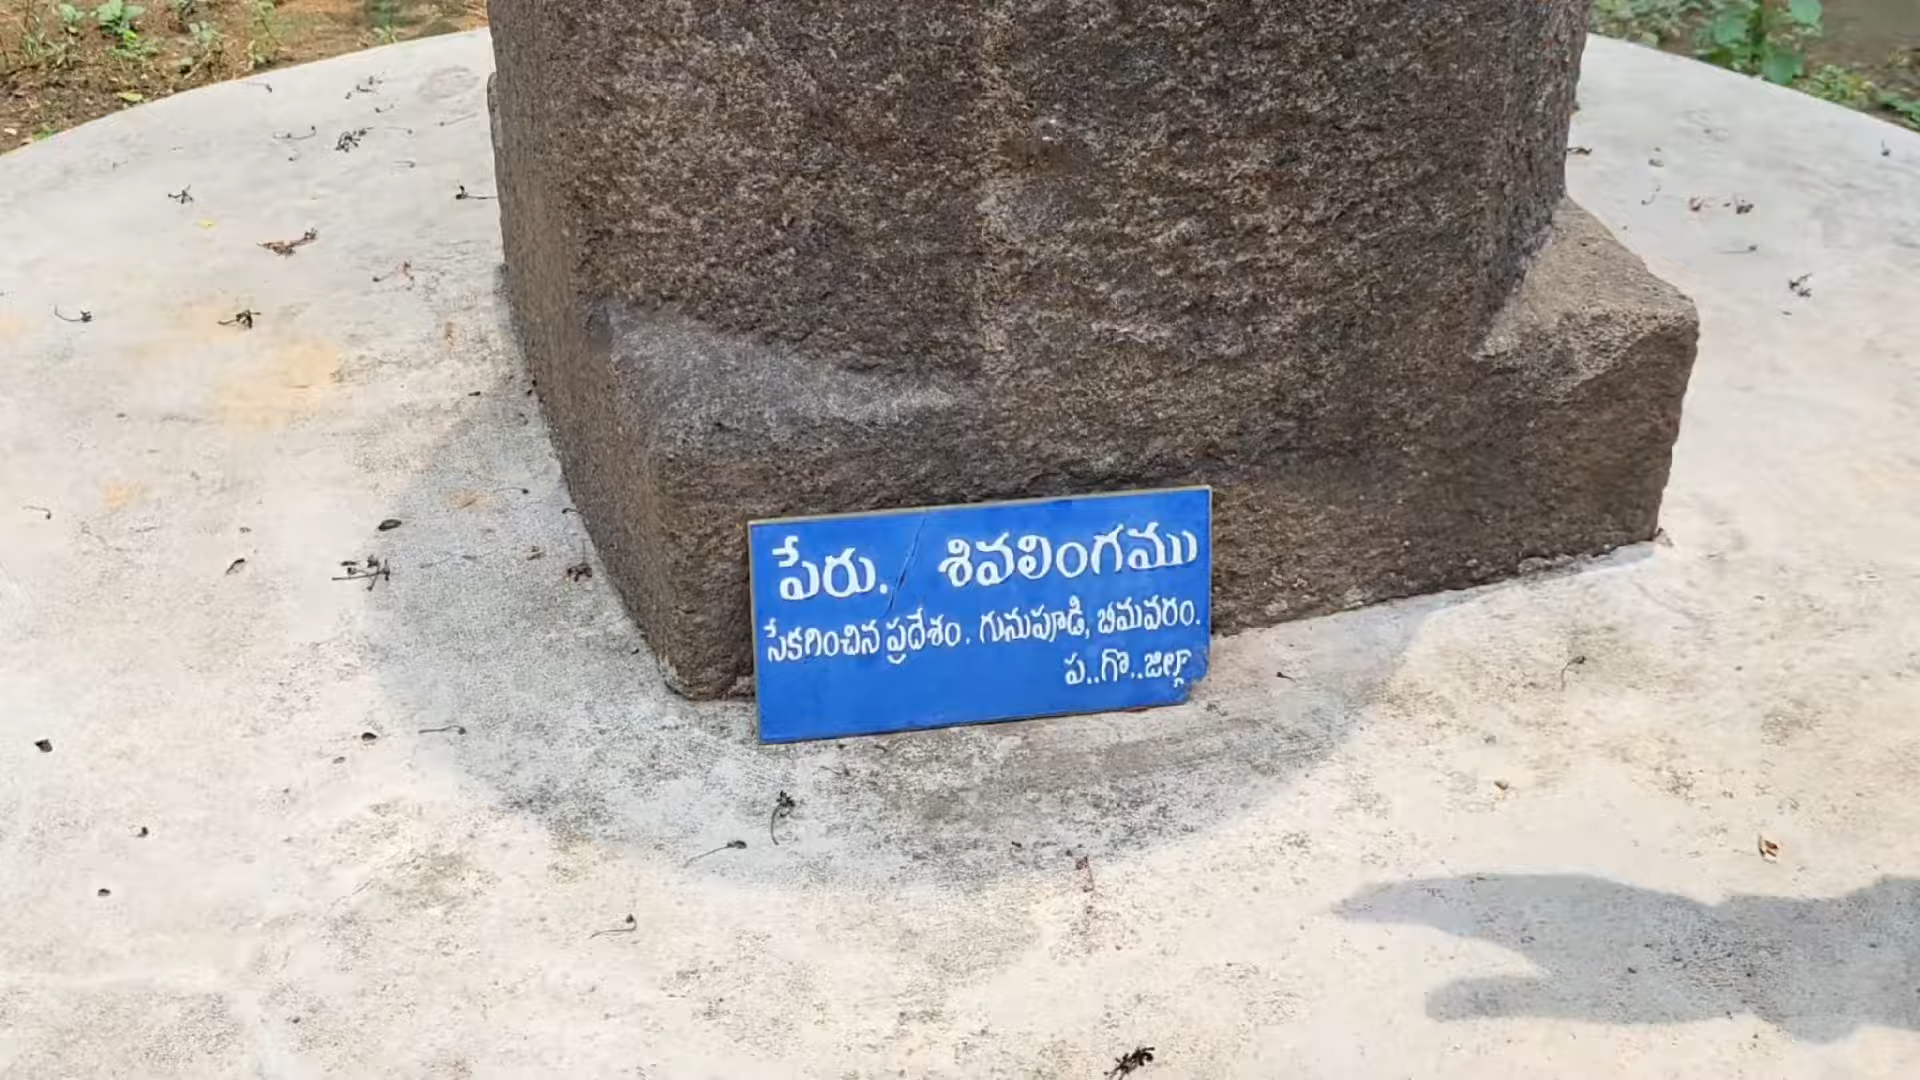 పేరు. శివలింగము
సేకరించిన ప్రదేశం. గునుపూడి, బీమవరం.
ప..గొ..జిల్లా